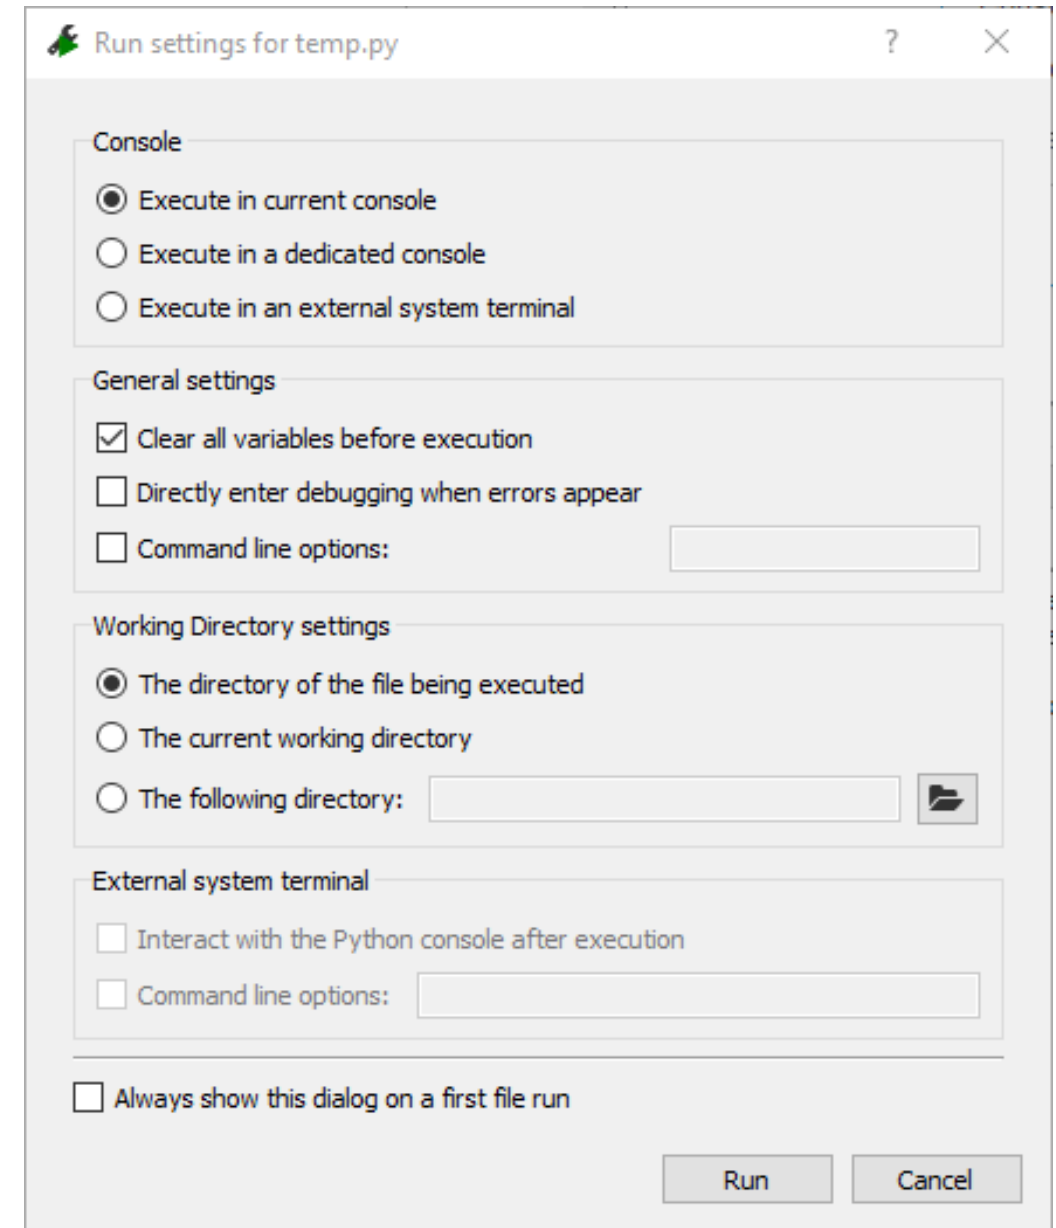 Run settings for temp.py ?
Console
Execute in current console
Execute in a dedicated console
Execute in an external system terminal
General settings
Clear all variables before execution
Directly enter debugging when errors appear
Command line options:
Working Directory settings
The directory of the file being executed
The current working directory
The following directory:
External system terminal
Interact with the Python console after execution
Command line options:
Always show this dialog on a first file run
Run Cancel